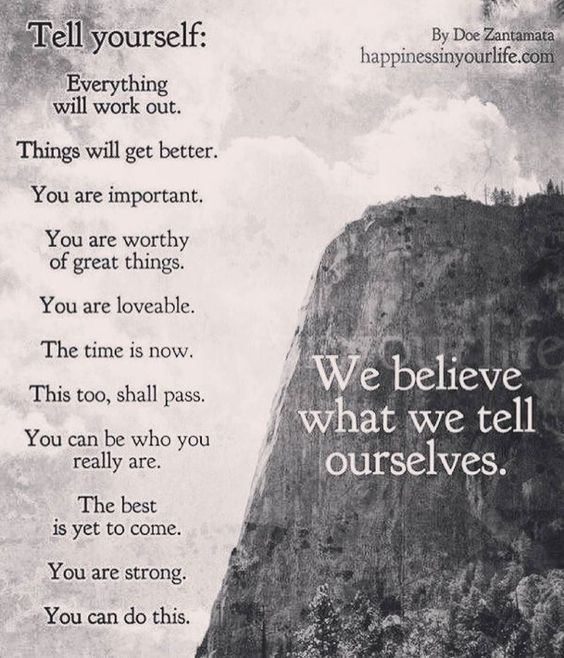 Tell yourself:
Everything
will work out.
Things will get better.
You are important.
You are worthy
of great things.
You are loveable.
The time is now.
This too, shall pass.
You can be who you
really are.
The best
is yet to come.
You are strong.
You can do this.
By Doe Zantamata
happinessinyourlife.com
We believe
what we tell
ourselves.